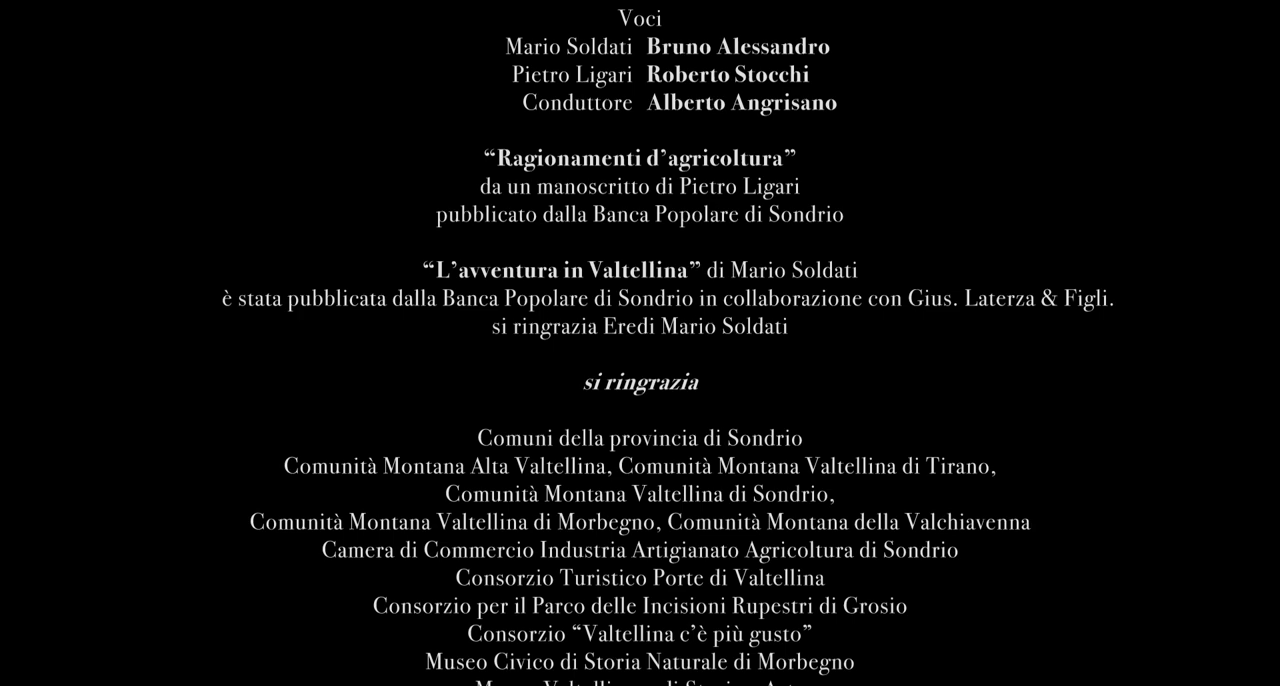 Voci
Mario Soldati Bruno Alessandro
Pietro Ligari Roberto Stocchi
Conduttore Alberto Angrisano
“Ragionamenti d’agricoltura”
da un manoscritto di Pietro Ligari
pubblicato dalla Banca Popolare di Sondrio
“L’avventura in Valtellina” di Mario Soldati
è stata pubblicata dalla Banca Popolare di Sondrio in collaborazione con Gius. Laterza & Figli.
si ringrazia Eredi Mario Soldati
si ringrazia
Comuni della provincia di Sondrio
Comunità Montana Alta Valtellina, Comunità Montana Valtellina di Tirano,
Comunità Montana Valtellina di Sondrio,
Comunità Montana Valtellina di Morbegno, Comunità Montana della Valchiavenna
Camera di Commercio Industria Artigianato Agricoltura di Sondrio
Consorzio Turistico Porte di Valtellina
Consorzio per il Parco delle Incisioni Rupestri di Grosio
Consorzio “Valtellina c’è più gusto”
Museo Civico di Storia Naturale di Morbegno